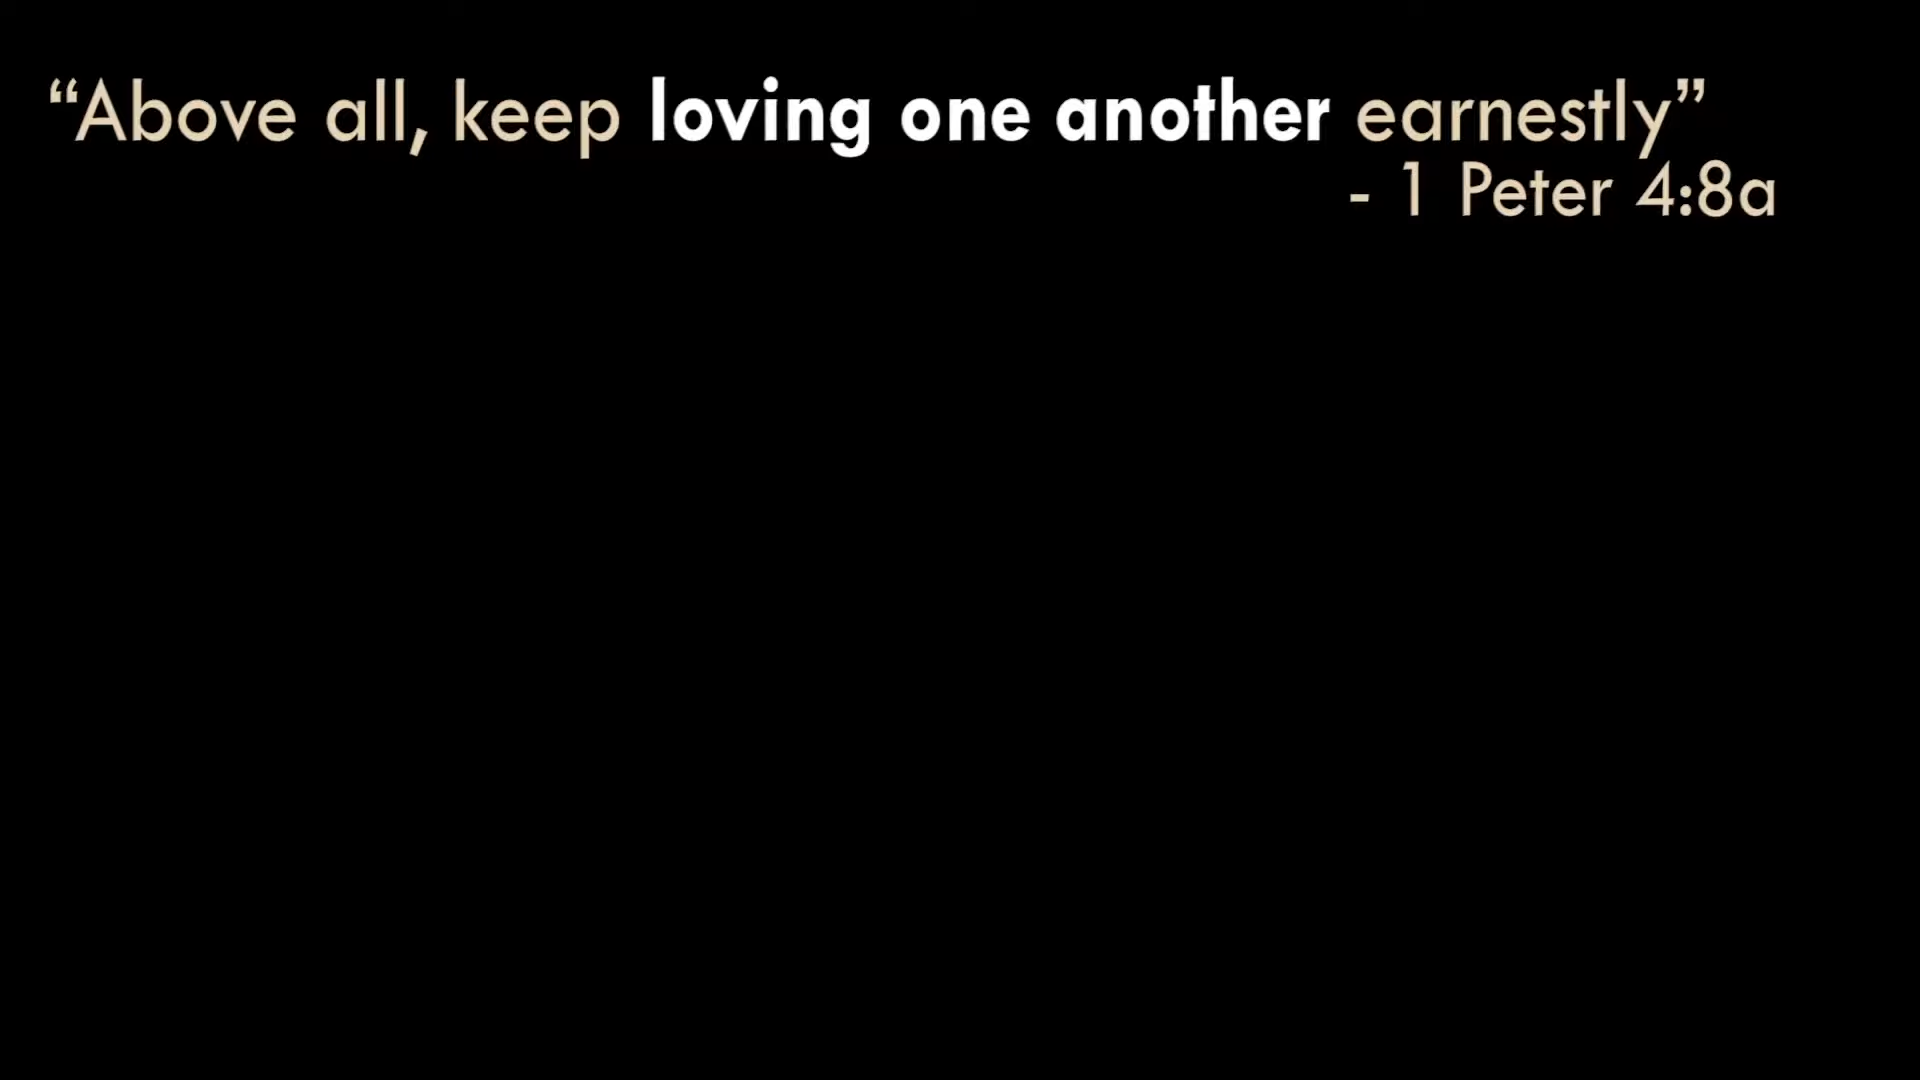 “Above all, keep loving one another earnestly”
- 1 Peter 4:8a